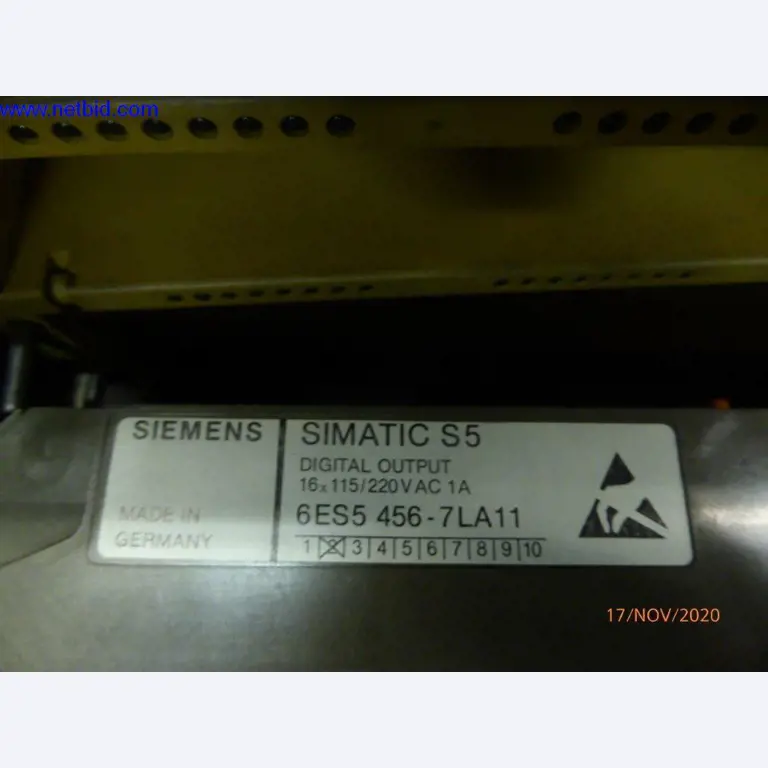 www.netbid.com
SIEMENS
MADE IN
GERMANY
SIMATIC S5
DIGITAL OUTPUT
16x115/220VAC 1A
6ES5 456-7LA11
1|2|3|4|5|6|7|8|9|10
17/NOV/2020